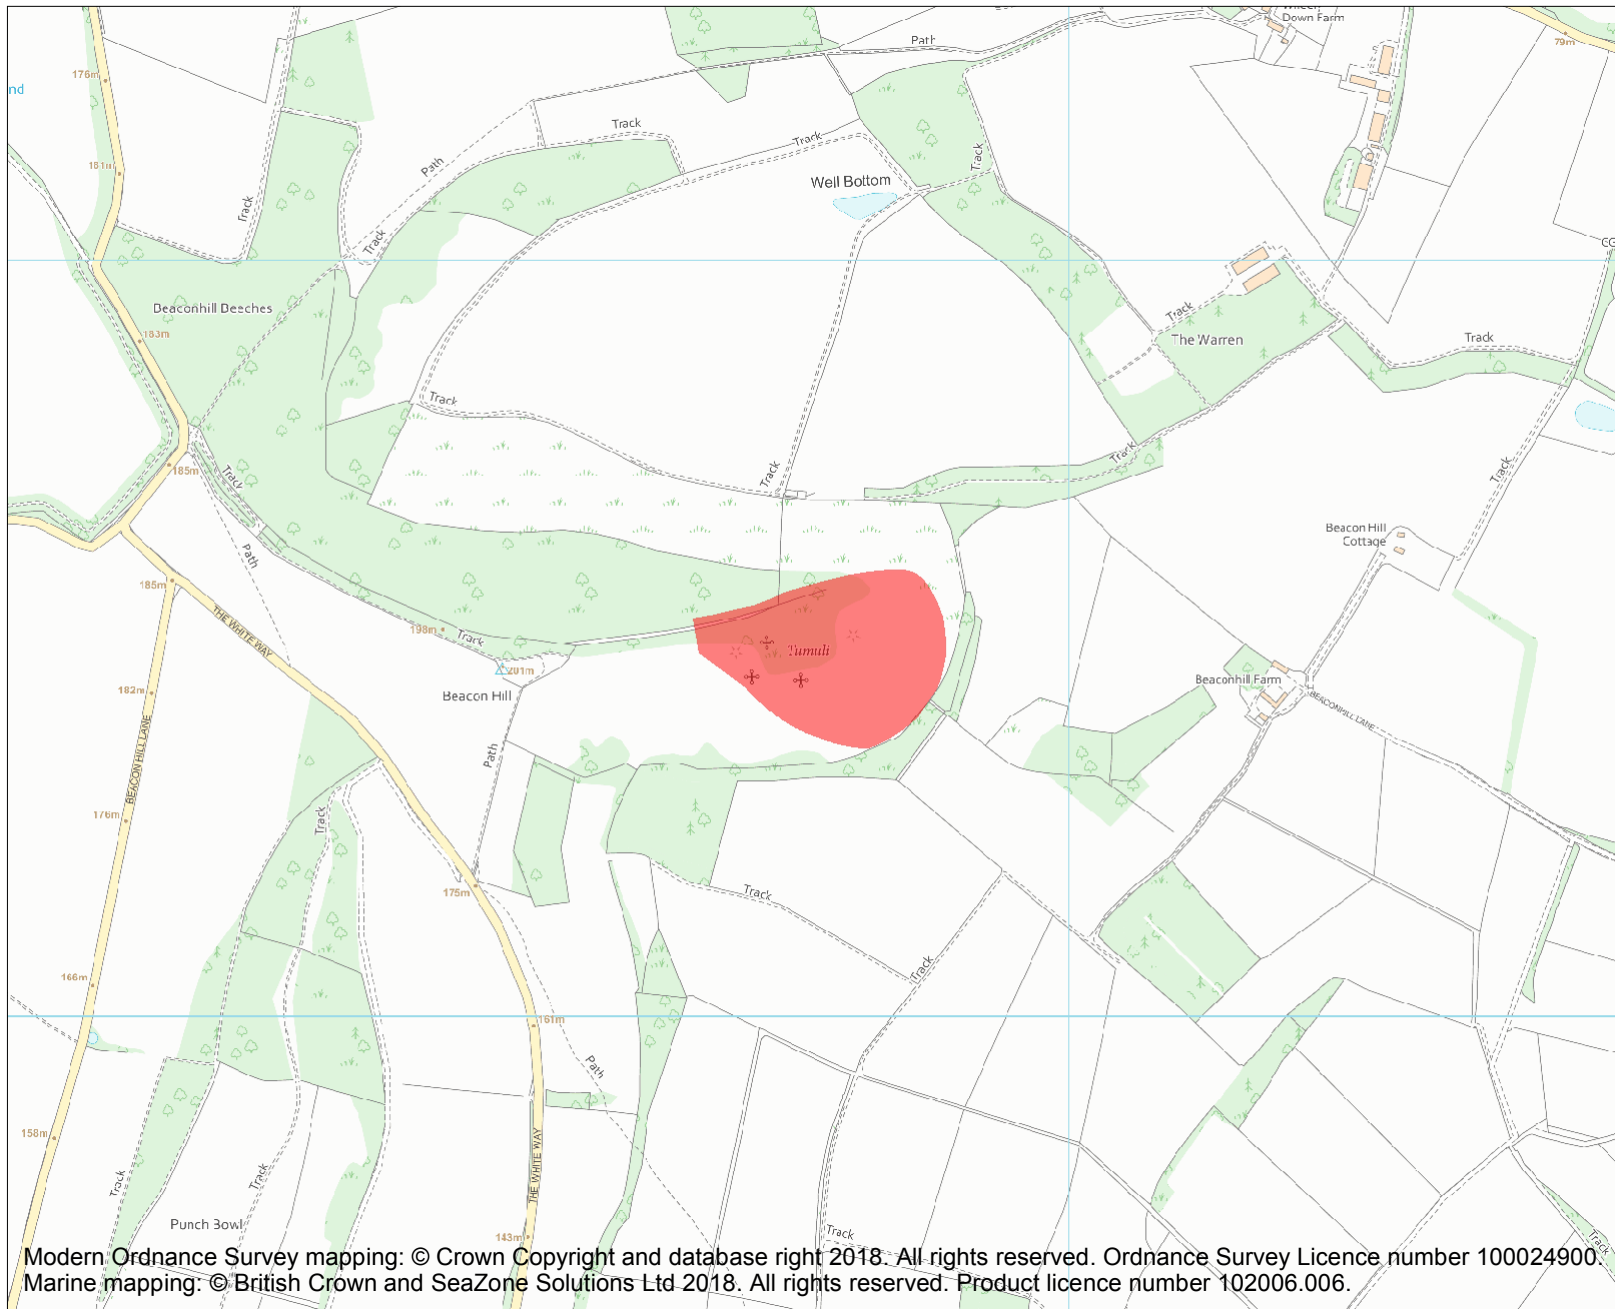 Down Farm
79m
Path
176m
nd
Track
Track
161m
Path
Track
Well Bottom
Track
Track
Track
Beaconhill Beeches
183m
Track
The Warren
Track
Track
Track
185m
Track
Track
Track
Beacon Hill
Cottage
Path
185m
THE WHITE WAY
198m
Track
Tumuli
201m
Beacon Hill
Beaconhill Farm
BEACONHILL LANE
182m
BEACON HILL LANE
Path
176m
Track
175m
Track
Track
166m
161m
Path
158m
THE WHITE WAY
Track
Track
Punch Bowl
143m
Track
Track
Modern Ordnance Survey mapping: © Crown Copyright and database right 2018. All rights reserved. Ordnance Survey Licence number 100024900.
Marine mapping: © British Crown and SeaZone Solutions Ltd 2018. All rights reserved. Product licence number 102006.006.